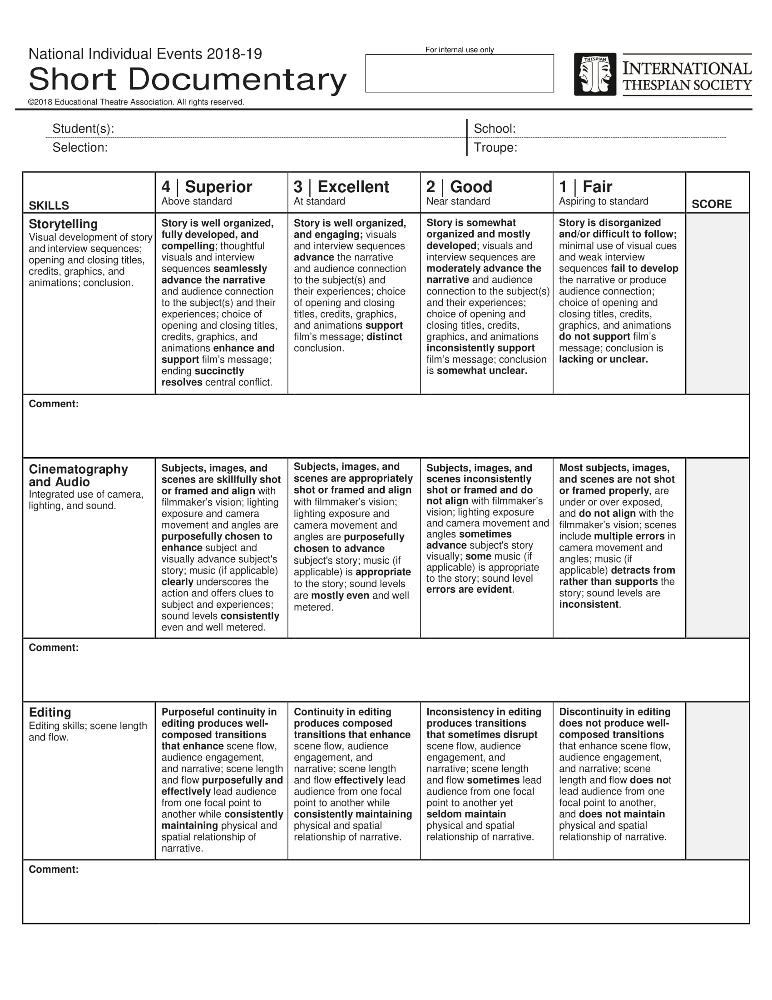 National Individual Events 2018-19
Short Documentary
©2018 Educational Theatre Association. All rights reserved.
For internal use only
THESPIAN
INTERNATIONAL
THESPIAN SOCIETY
Student(s):
School:
Selection:
Troupe:
SKILLS
4 | Superior
Above standard
3 | Excellent
At standard
2 | Good
Near standard
1 | Fair
Aspiring to standard
SCORE
Storytelling
Visual development of story
and interview sequences;
opening and closing titles,
credits, graphics, and
animations; conclusion.
Story is well organized,
fully developed, and
compelling; thoughtful
visuals and interview
sequences seamlessly
advance the narrative
and audience connection
to the subject(s) and their
experiences; choice of
opening and closing titles,
credits, graphics, and
animations enhance and
support film’s message;
ending succinctly
resolves central conflict.
Story is well organized,
and engaging; visuals
and interview sequences
advance the narrative
and audience connection
to the subject(s) and
their experiences; choice
of opening and closing
titles, credits, graphics,
and animations support
film’s message; distinct
conclusion.
Story is somewhat
organized and mostly
developed; visuals and
interview sequences are
moderately advance the
narrative and audience
connection to the subject(s)
and their experiences;
choice of opening and
closing titles, credits,
graphics, and animations
inconsistently support
film’s message; conclusion
is somewhat unclear.
Story is disorganized
and/or difficult to follow;
minimal use of visual cues
and weak interview
sequences fail to develop
the narrative or produce
audience connection;
choice of opening and
closing titles, credits,
graphics, and animations
do not support film’s
message; conclusion is
lacking or unclear.
Comment:
Cinematography
and Audio
Integrated use of camera,
lighting, and sound.
Subjects, images, and
scenes are skillfully shot
or framed and align with
filmmaker’s vision; lighting
exposure and camera
movement and angles are
purposefully chosen to
enhance subject and
visually advance subject's
story; music (if applicable)
clearly underscores the
action and offers clues to
subject and experiences;
sound levels consistently
even and well metered.
Subjects, images, and
scenes are appropriately
shot or framed and align
with filmmaker’s vision;
lighting exposure and
camera movement and
angles are purposefully
chosen to advance
subject's story; music (if
applicable) is appropriate
to the story; sound levels
are mostly even and well
metered.
Subjects, images, and
scenes inconsistently
shot or framed and do
not align with filmmaker’s
vision; lighting exposure
and camera movement and
angles sometimes
advance subject's story
visually; some music (if
applicable) is appropriate
to the story; sound level
errors are evident.
Most subjects, images,
and scenes are not shot
or framed properly, are
under or over exposed,
and do not align with the
filmmaker’s vision; scenes
include multiple errors in
camera movement and
angles; music (if
applicable) detracts from
rather than supports the
story; sound levels are
inconsistent.
Comment:
Editing
Editing skills; scene length
and flow.
Purposeful continuity in
editing produces well-
composed transitions
that enhance scene flow,
audience engagement,
and narrative; scene length
and flow purposefully and
effectively lead audience
from one focal point to
another while consistently
maintaining physical and
spatial relationship of
narrative.
Continuity in editing
produces composed
transitions that enhance
scene flow, audience
engagement, and
narrative; scene length
and flow effectively lead
audience from one focal
point to another while
consistently maintaining
physical and spatial
relationship of narrative.
Inconsistency in editing
produces transitions
that sometimes disrupt
scene flow, audience
engagement, and
narrative; scene length
and flow sometimes lead
audience from one focal
point to another yet
seldom maintain
physical and spatial
relationship of narrative.
Discontinuity in editing
does not produce well-
composed transitions
that enhance scene flow,
audience engagement,
and narrative; scene
length and flow does not
lead audience from one
focal point to another,
and does not maintain
physical and spatial
relationship of narrative.
Comment: